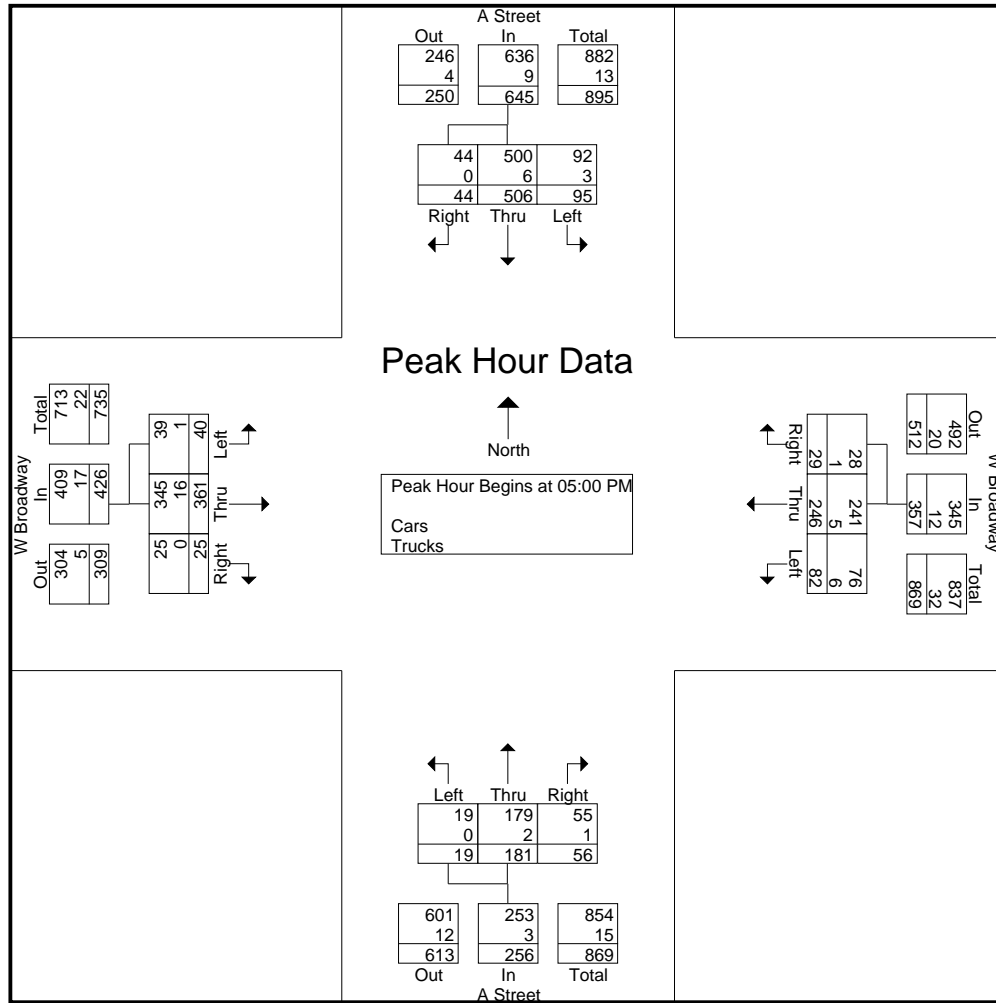 A Street
Out In Total
246 636 882
4 9 13
250 645 895
44 500 92
0 6 3
44 506 95
Right Thru Left
Peak Hour Data
North
Peak Hour Begins at 05:00 PM
Cars
Trucks
W Broadway
Total In Out
713 409 304
22 17 5
735 426 309
39 345 25
1 16 0
40 361 25
Left Thru Right
W Broadway
Out In Total
492 345 837
20 12 32
512 357 869
28 241 76
1 5 6
29 246 82
Right Thru Left
Left Thru Right
19 179 55
0 2 1
19 181 56
601 253 854
12 3 15
613 256 869
Out In Total
A Street